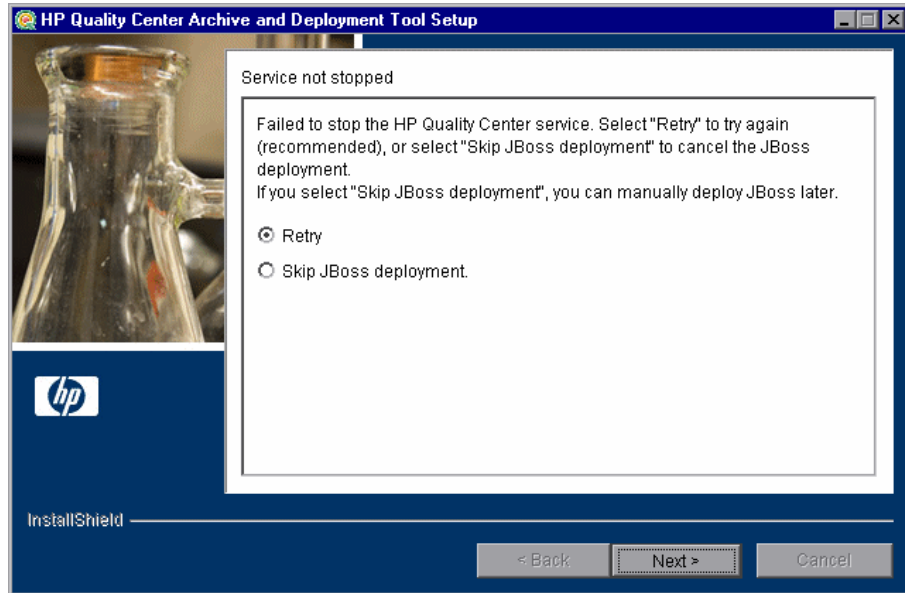 HP Quality Center Archive and Deployment Tool Setup
Service not stopped
Failed to stop the HP Quality Center service. Select "Retry" to try again
(recommended), or select "Skip JBoss deployment" to cancel the JBoss
deployment.
If you select "Skip JBoss deployment", you can manually deploy JBoss later.
Retry
Skip JBoss deployment.
hp
InstallShield
< Back
Next >
Cancel